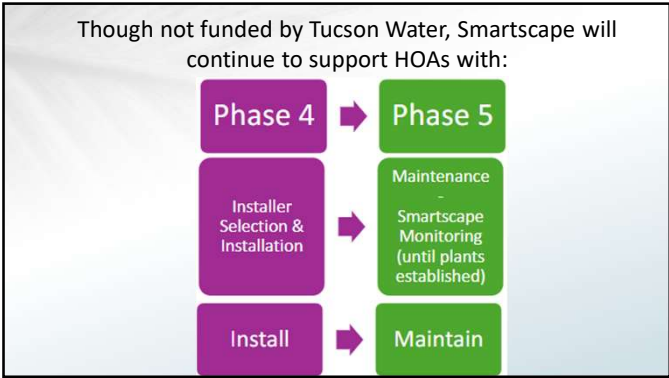 Though not funded by Tucson Water, Smartscape will
continue to support HOAs with:
Phase 4
Phase 5
Installer
Selection &
Installation
Maintenance
-
Smartscape
Monitoring
(until plants
established)
Install
Maintain